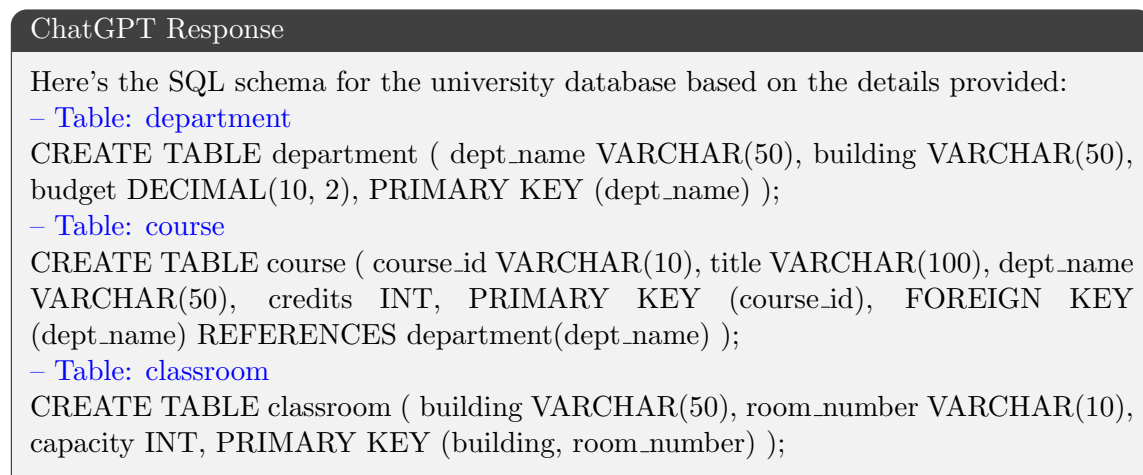 ChatGPT Response
Here's the SQL schema for the university database based on the details provided:
– Table: department
CREATE TABLE department ( dept_name VARCHAR(50), building VARCHAR(50),
budget DECIMAL(10, 2), PRIMARY KEY (dept_name) );
– Table: course
CREATE TABLE course ( course_id VARCHAR(10), title VARCHAR(100), dept_name
VARCHAR(50), credits INT, PRIMARY KEY (course_id), FOREIGN KEY
(dept_name) REFERENCES department(dept_name) );
– Table: classroom
CREATE TABLE classroom ( building VARCHAR(50), room_number VARCHAR(10),
capacity INT, PRIMARY KEY (building, room_number) );